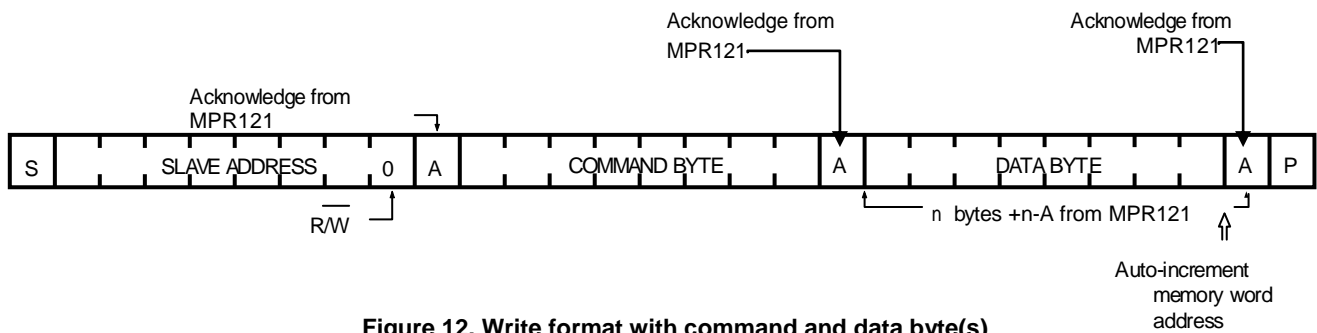 Acknowledge from
MPR121
Acknowledge from
MPR121
Acknowledge from
MPR121
S SLAVE ADDRESS 0 A COMMAND BYTE A DATA BYTE A P
R/W
n bytes +n-A from MPR121
Auto-increment
memory word
address
Figure 12. Write format with command and data byte(s)